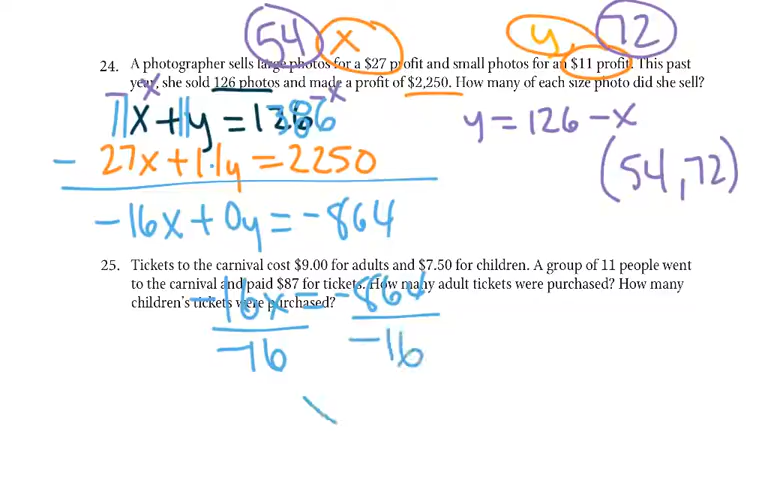 54 x y, 72
24. A photographer sells large photos for a $27 profit and small photos for an $11 profit. This past
year, she sold 126 photos and made a profit of $2,250. How many of each size photo did she sell?
-x -x
11x + 11y = 1386 y = 126 - x
- 27x + 11y = 2250 (54, 72)
-16x + 0y = -864
25. Tickets to the carnival cost $9.00 for adults and $7.50 for children. A group of 11 people went
to the carnival and paid $87 for tickets. How many adult tickets were purchased? How many
children's tickets were purchased?
-16x = -864
-16 -16